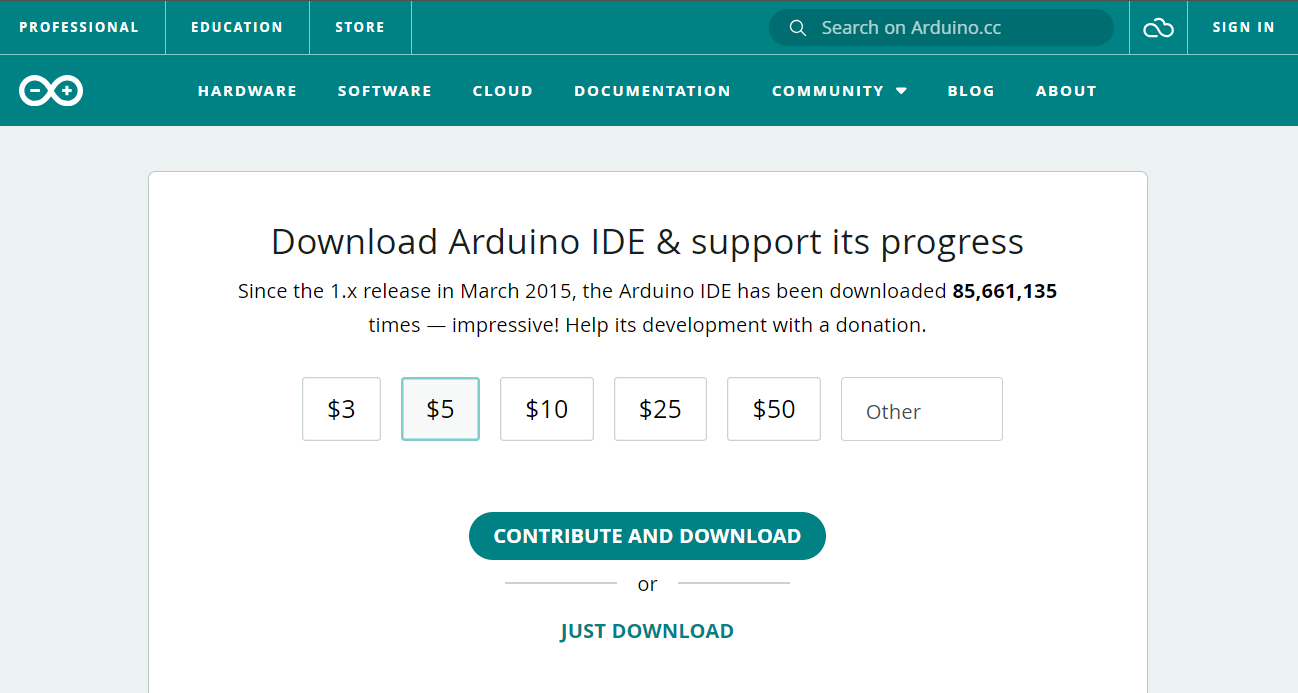 PROFESSIONAL
EDUCATION
STORE
Search on Arduino.cc
SIGN IN
HARDWARE
SOFTWARE
CLOUD
DOCUMENTATION
COMMUNITY
BLOG
ABOUT
Download Arduino IDE & support its progress
Since the 1.x release in March 2015, the Arduino IDE has been downloaded 85,661,135
times — impressive! Help its development with a donation.
$3
$5
$10
$25
$50
Other
CONTRIBUTE AND DOWNLOAD
or
JUST DOWNLOAD